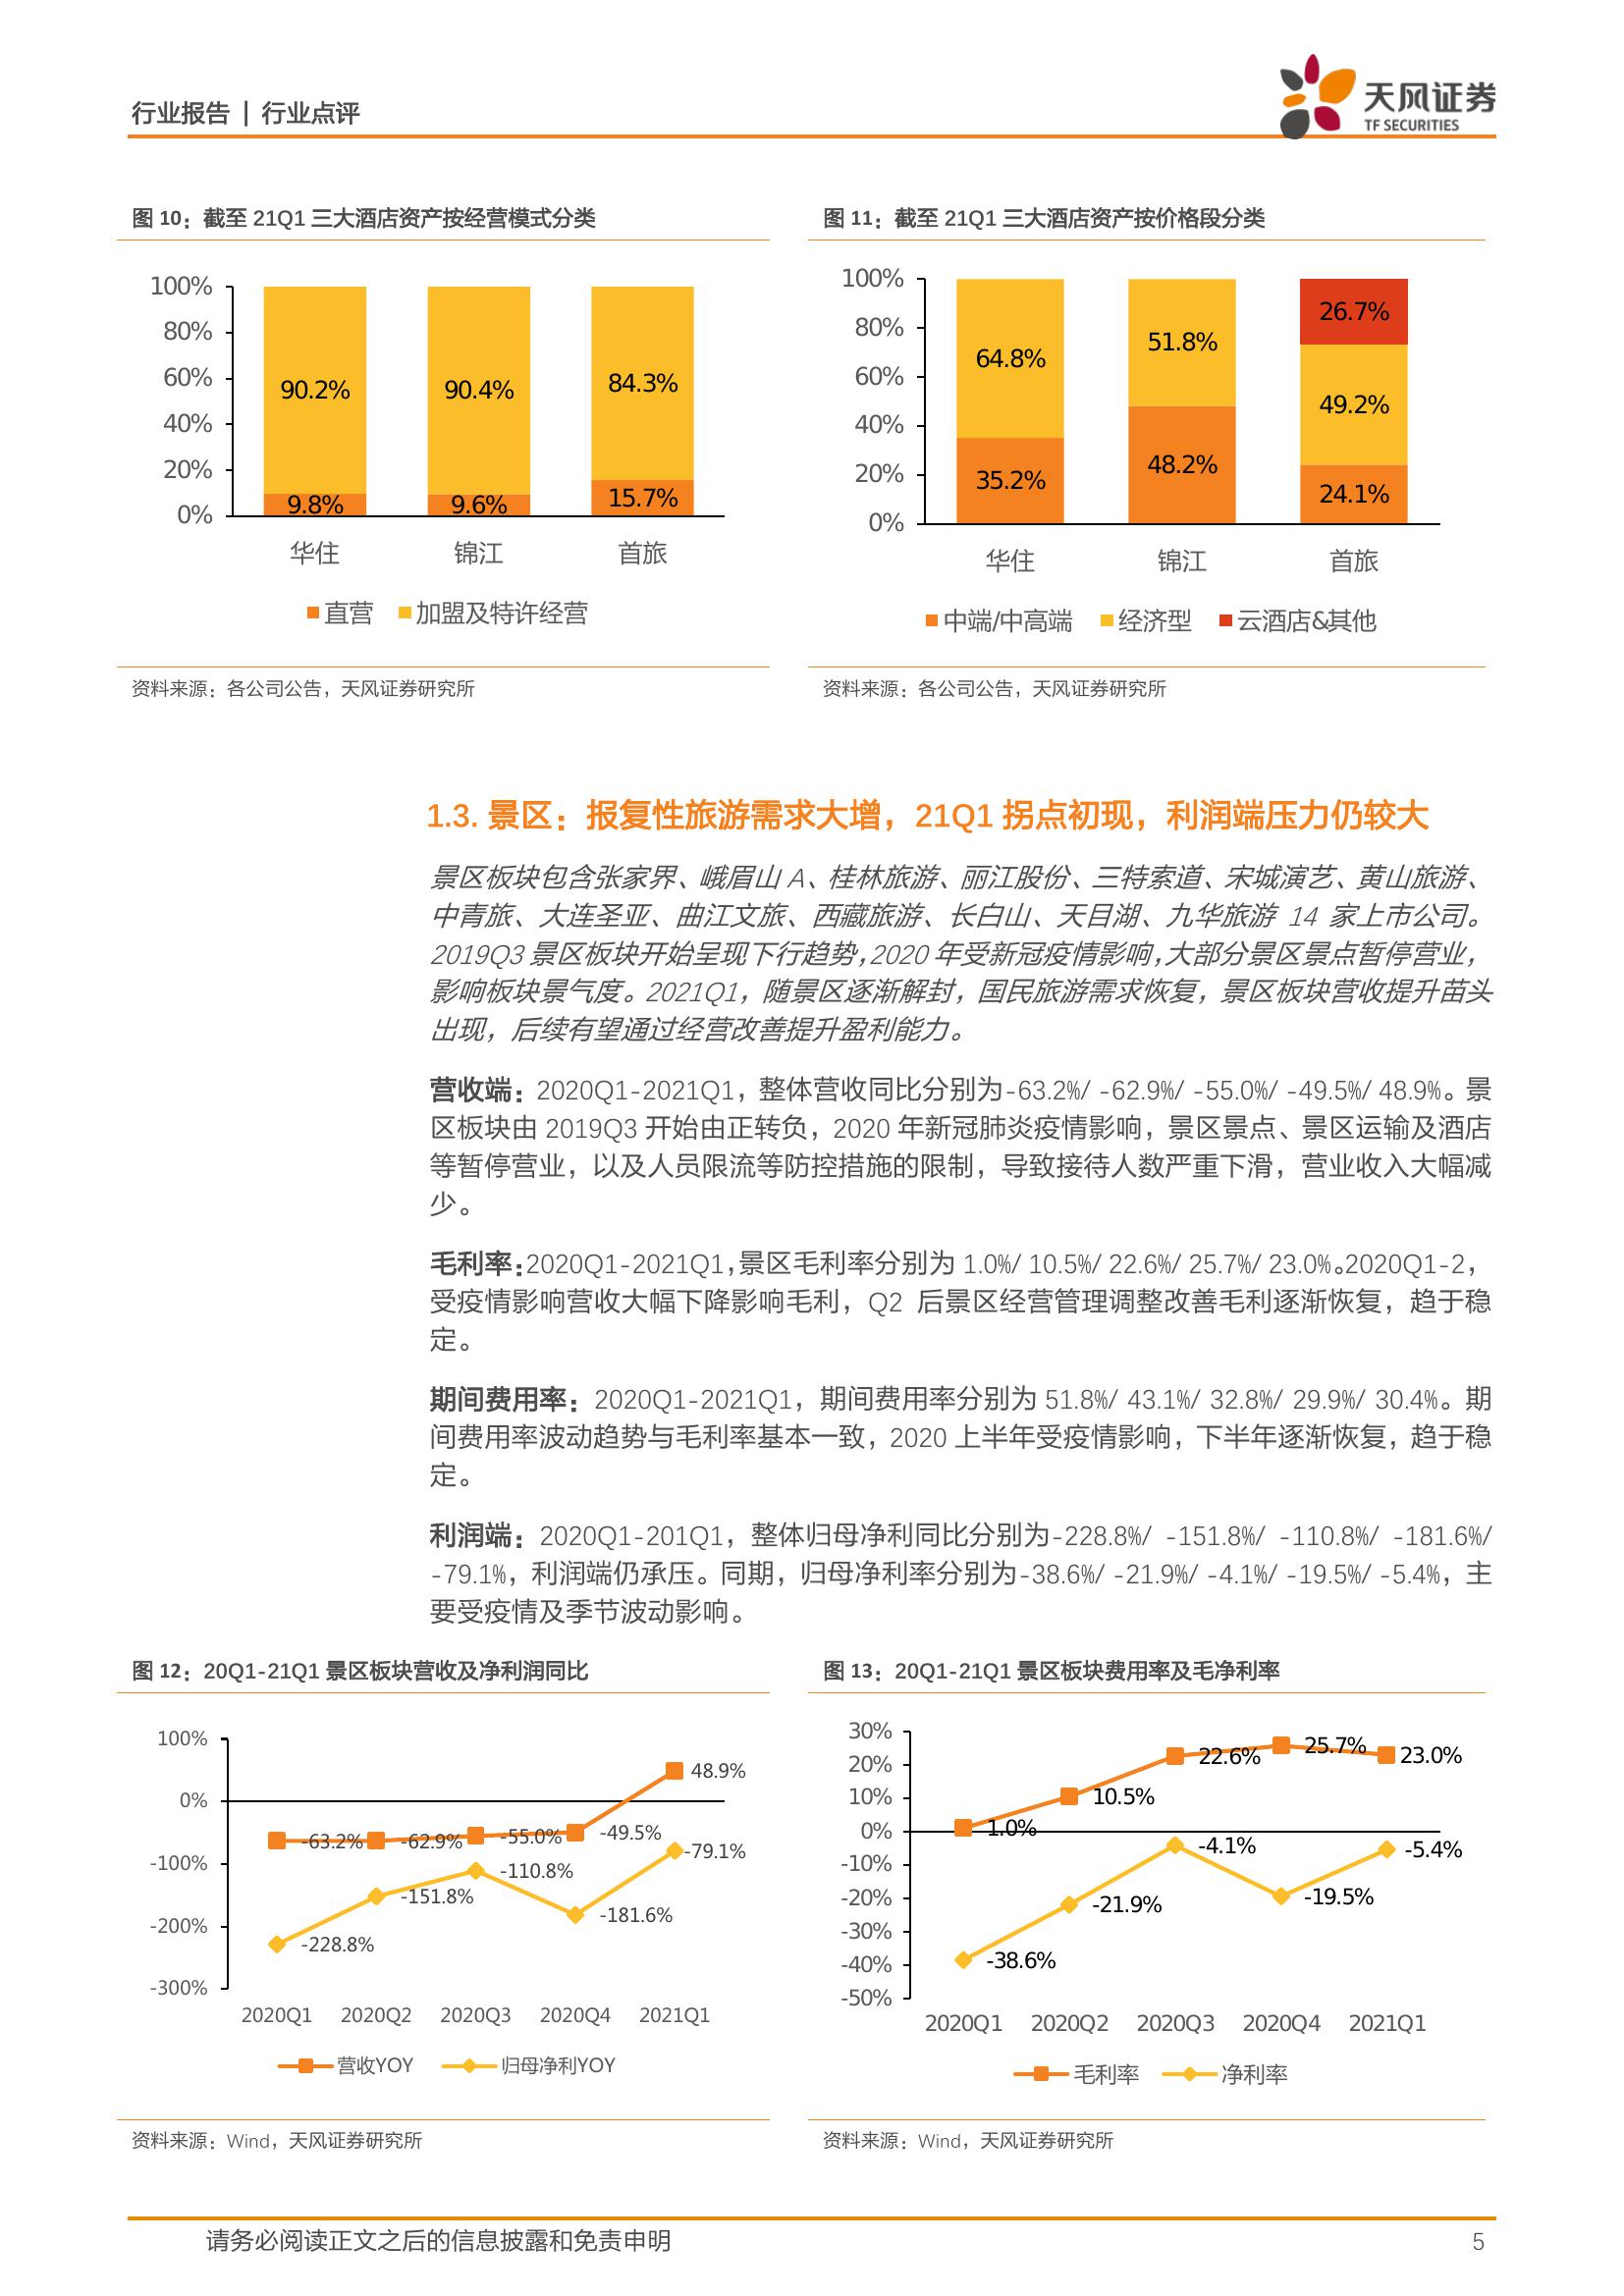 行业报告 | 行业点评
天风证券
TF SECURITIES
图 10：截至 21Q1 三大酒店资产按经营模式分类
100%
80%
60%
40%
20%
0%
90.2%
90.4%
84.3%
9.8%
9.6%
15.7%
华住
锦江
首旅
直营
加盟及特许经营
资料来源：各公司公告，天风证券研究所
图 11：截至 21Q1 三大酒店资产按价格段分类
100%
80%
60%
40%
20%
0%
26.7%
64.8%
51.8%
49.2%
35.2%
48.2%
24.1%
华住
锦江
首旅
中端/中高端
经济型
云酒店&其他
资料来源：各公司公告，天风证券研究所
1.3. 景区：报复性旅游需求大增，21Q1 拐点初现，利润端压力仍较大
景区板块包含张家界、峨眉山 A、桂林旅游、丽江股份、三特索道、宋城演艺、黄山旅游、
中青旅、大连圣亚、曲江文旅、西藏旅游、长白山、天目湖、九华旅游 14 家上市公司。
2019Q3 景区板块开始呈现下行趋势，2020 年受新冠疫情影响，大部分景区景点暂停营业，
影响板块景气度。2021Q1，随景区逐渐解封，国民旅游需求恢复，景区板块营收提升苗头
出现，后续有望通过经营改善提升盈利能力。
营收端：2020Q1-2021Q1，整体营收同比分别为-63.2%/ -62.9%/ -55.0%/ -49.5%/ 48.9%。景
区板块由 2019Q3 开始由正转负，2020 年新冠肺炎疫情影响，景区景点、景区运输及酒店
等暂停营业，以及人员限流等防控措施的限制，导致接待人数严重下滑，营业收入大幅减
少。
毛利率：2020Q1-2021Q1，景区毛利率分别为 1.0%/ 10.5%/ 22.6%/ 25.7%/ 23.0%。2020Q1-2，
受疫情影响营收大幅下降影响毛利，Q2 后景区经营管理调整改善毛利逐渐恢复，趋于稳
定。
期间费用率：2020Q1-2021Q1，期间费用率分别为 51.8%/ 43.1%/ 32.8%/ 29.9%/ 30.4%。期
间费用率波动趋势与毛利率基本一致，2020 上半年受疫情影响，下半年逐渐恢复，趋于稳
定。
利润端：2020Q1-201Q1，整体归母净利同比分别为-228.8%/ -151.8%/ -110.8%/ -181.6%/
-79.1%，利润端仍承压。同期，归母净利率分别为-38.6%/ -21.9%/ -4.1%/ -19.5%/ -5.4%，主
要受疫情及季节波动影响。
图 12：20Q1-21Q1 景区板块营收及净利润同比
100%
0%
-100%
-200%
-300%
48.9%
-63.2%
-62.9%
-55.0%
-49.5%
-79.1%
-110.8%
-151.8%
-181.6%
-228.8%
2020Q1
2020Q2
2020Q3
2020Q4
2021Q1
营收YOY
归母净利YOY
资料来源：Wind，天风证券研究所
图 13：20Q1-21Q1 景区板块费用率及毛净利率
30%
20%
10%
0%
-10%
-20%
-30%
-40%
-50%
22.6%
25.7%
23.0%
10.5%
1.0%
-4.1%
-5.4%
-21.9%
-19.5%
-38.6%
2020Q1
2020Q2
2020Q3
2020Q4
2021Q1
毛利率
净利率
资料来源：Wind，天风证券研究所
请务必阅读正文之后的信息披露和免责申明
5